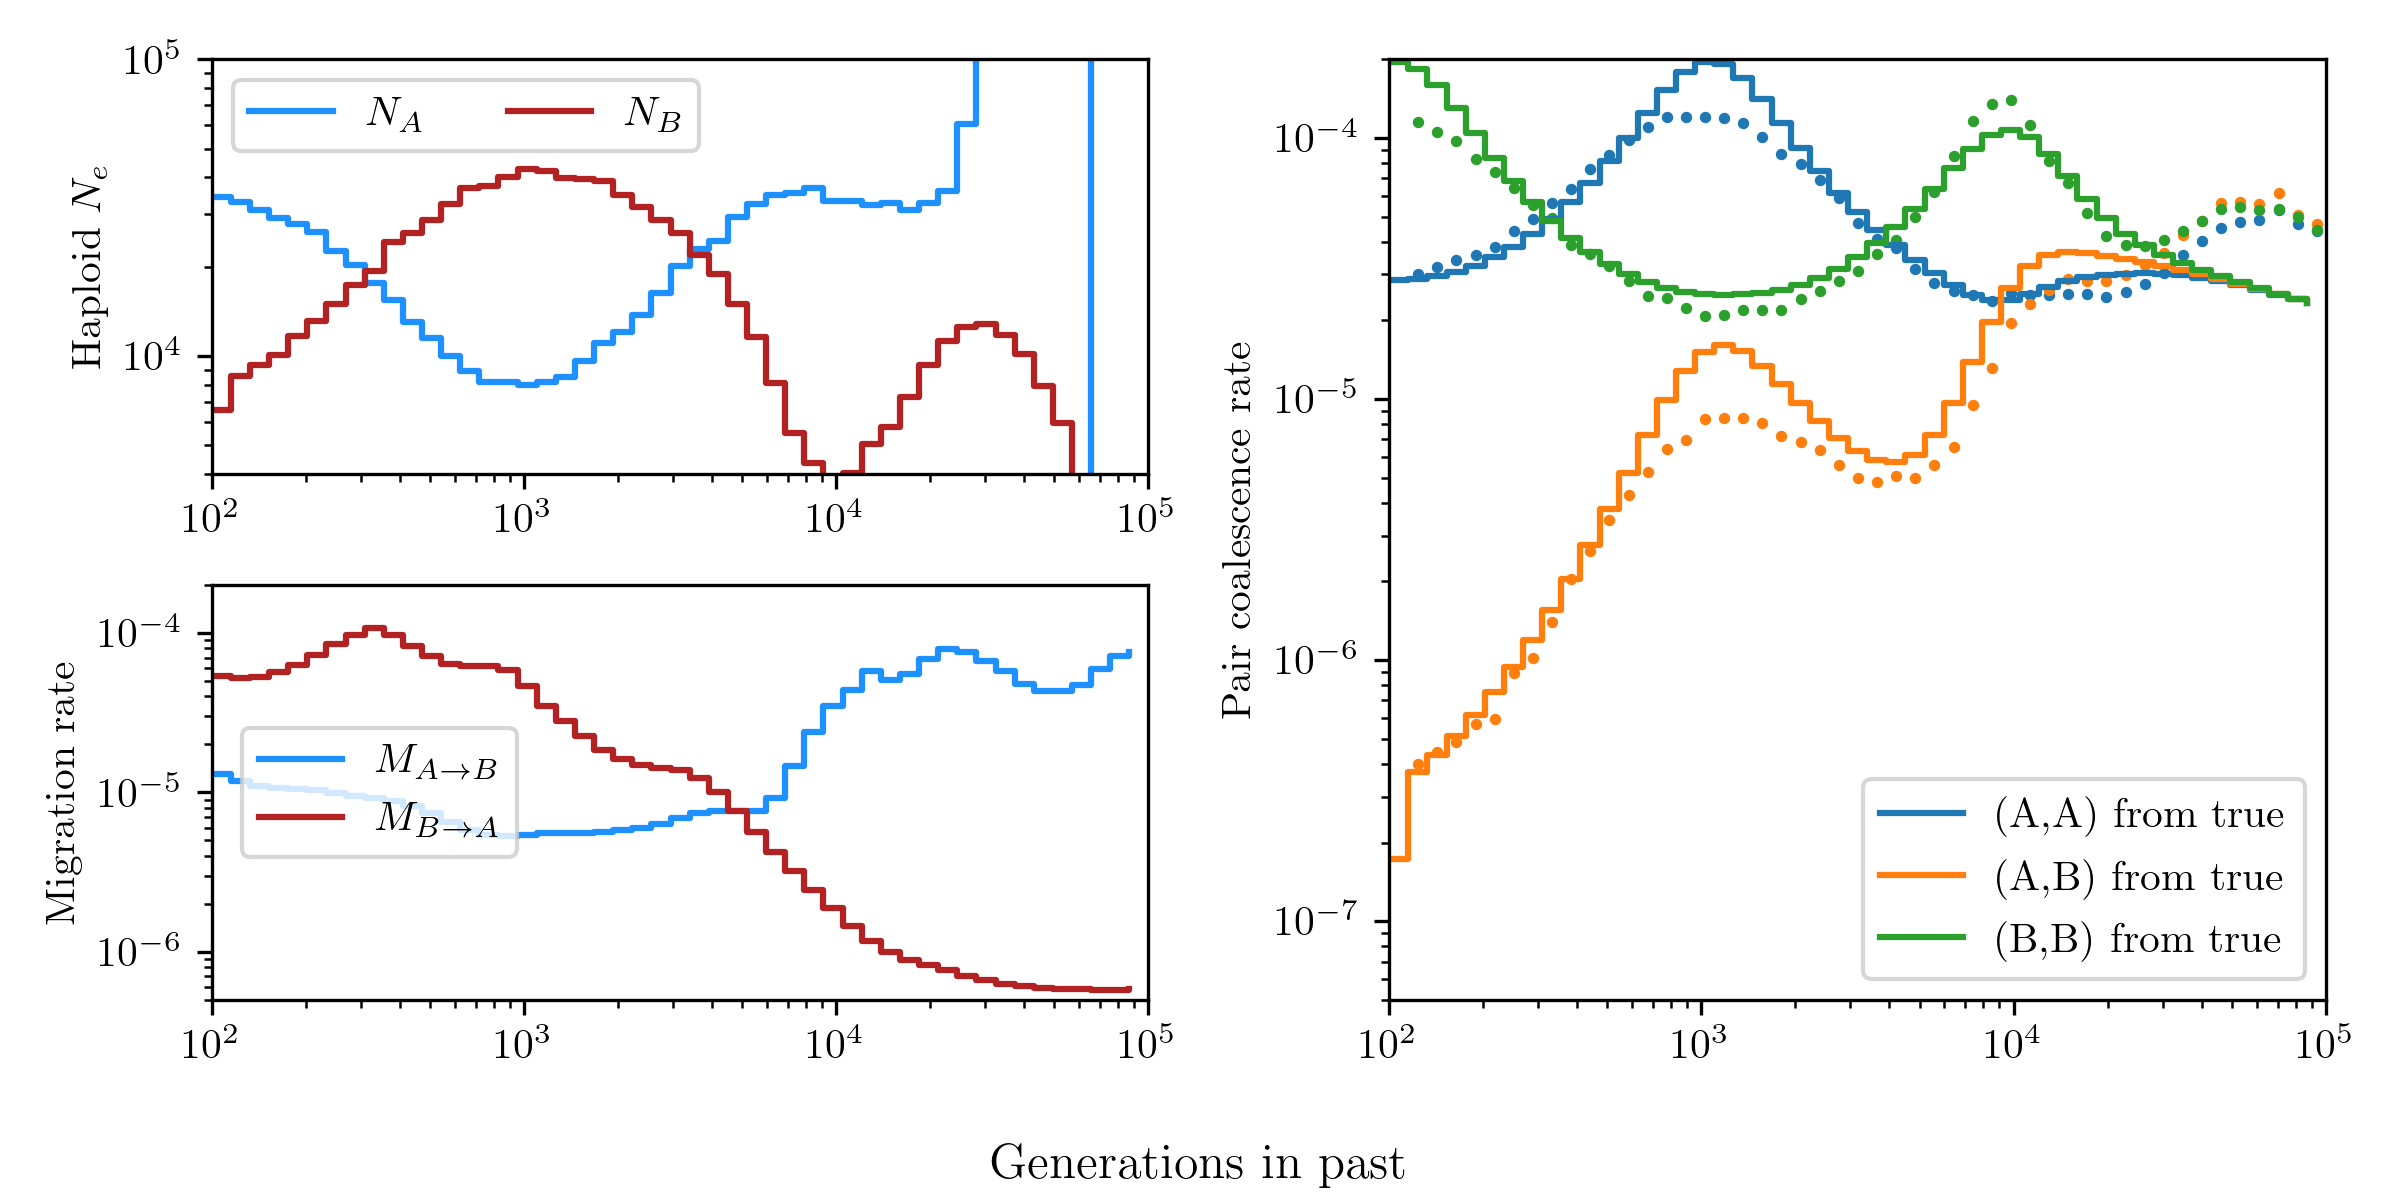 10^5
10^4
Haploid N_e
N_A N_B
10^2 10^3 10^4 10^5
10^{-4}
10^{-5}
10^{-6}
Migration rate
M_{A→B}
M_{B→A}
10^2 10^3 10^4 10^5
10^{-4}
10^{-5}
10^{-6}
10^{-7}
Pair coalescence rate
(A,A) from true
(A,B) from true
(B,B) from true
10^2 10^3 10^4 10^5
Generations in past